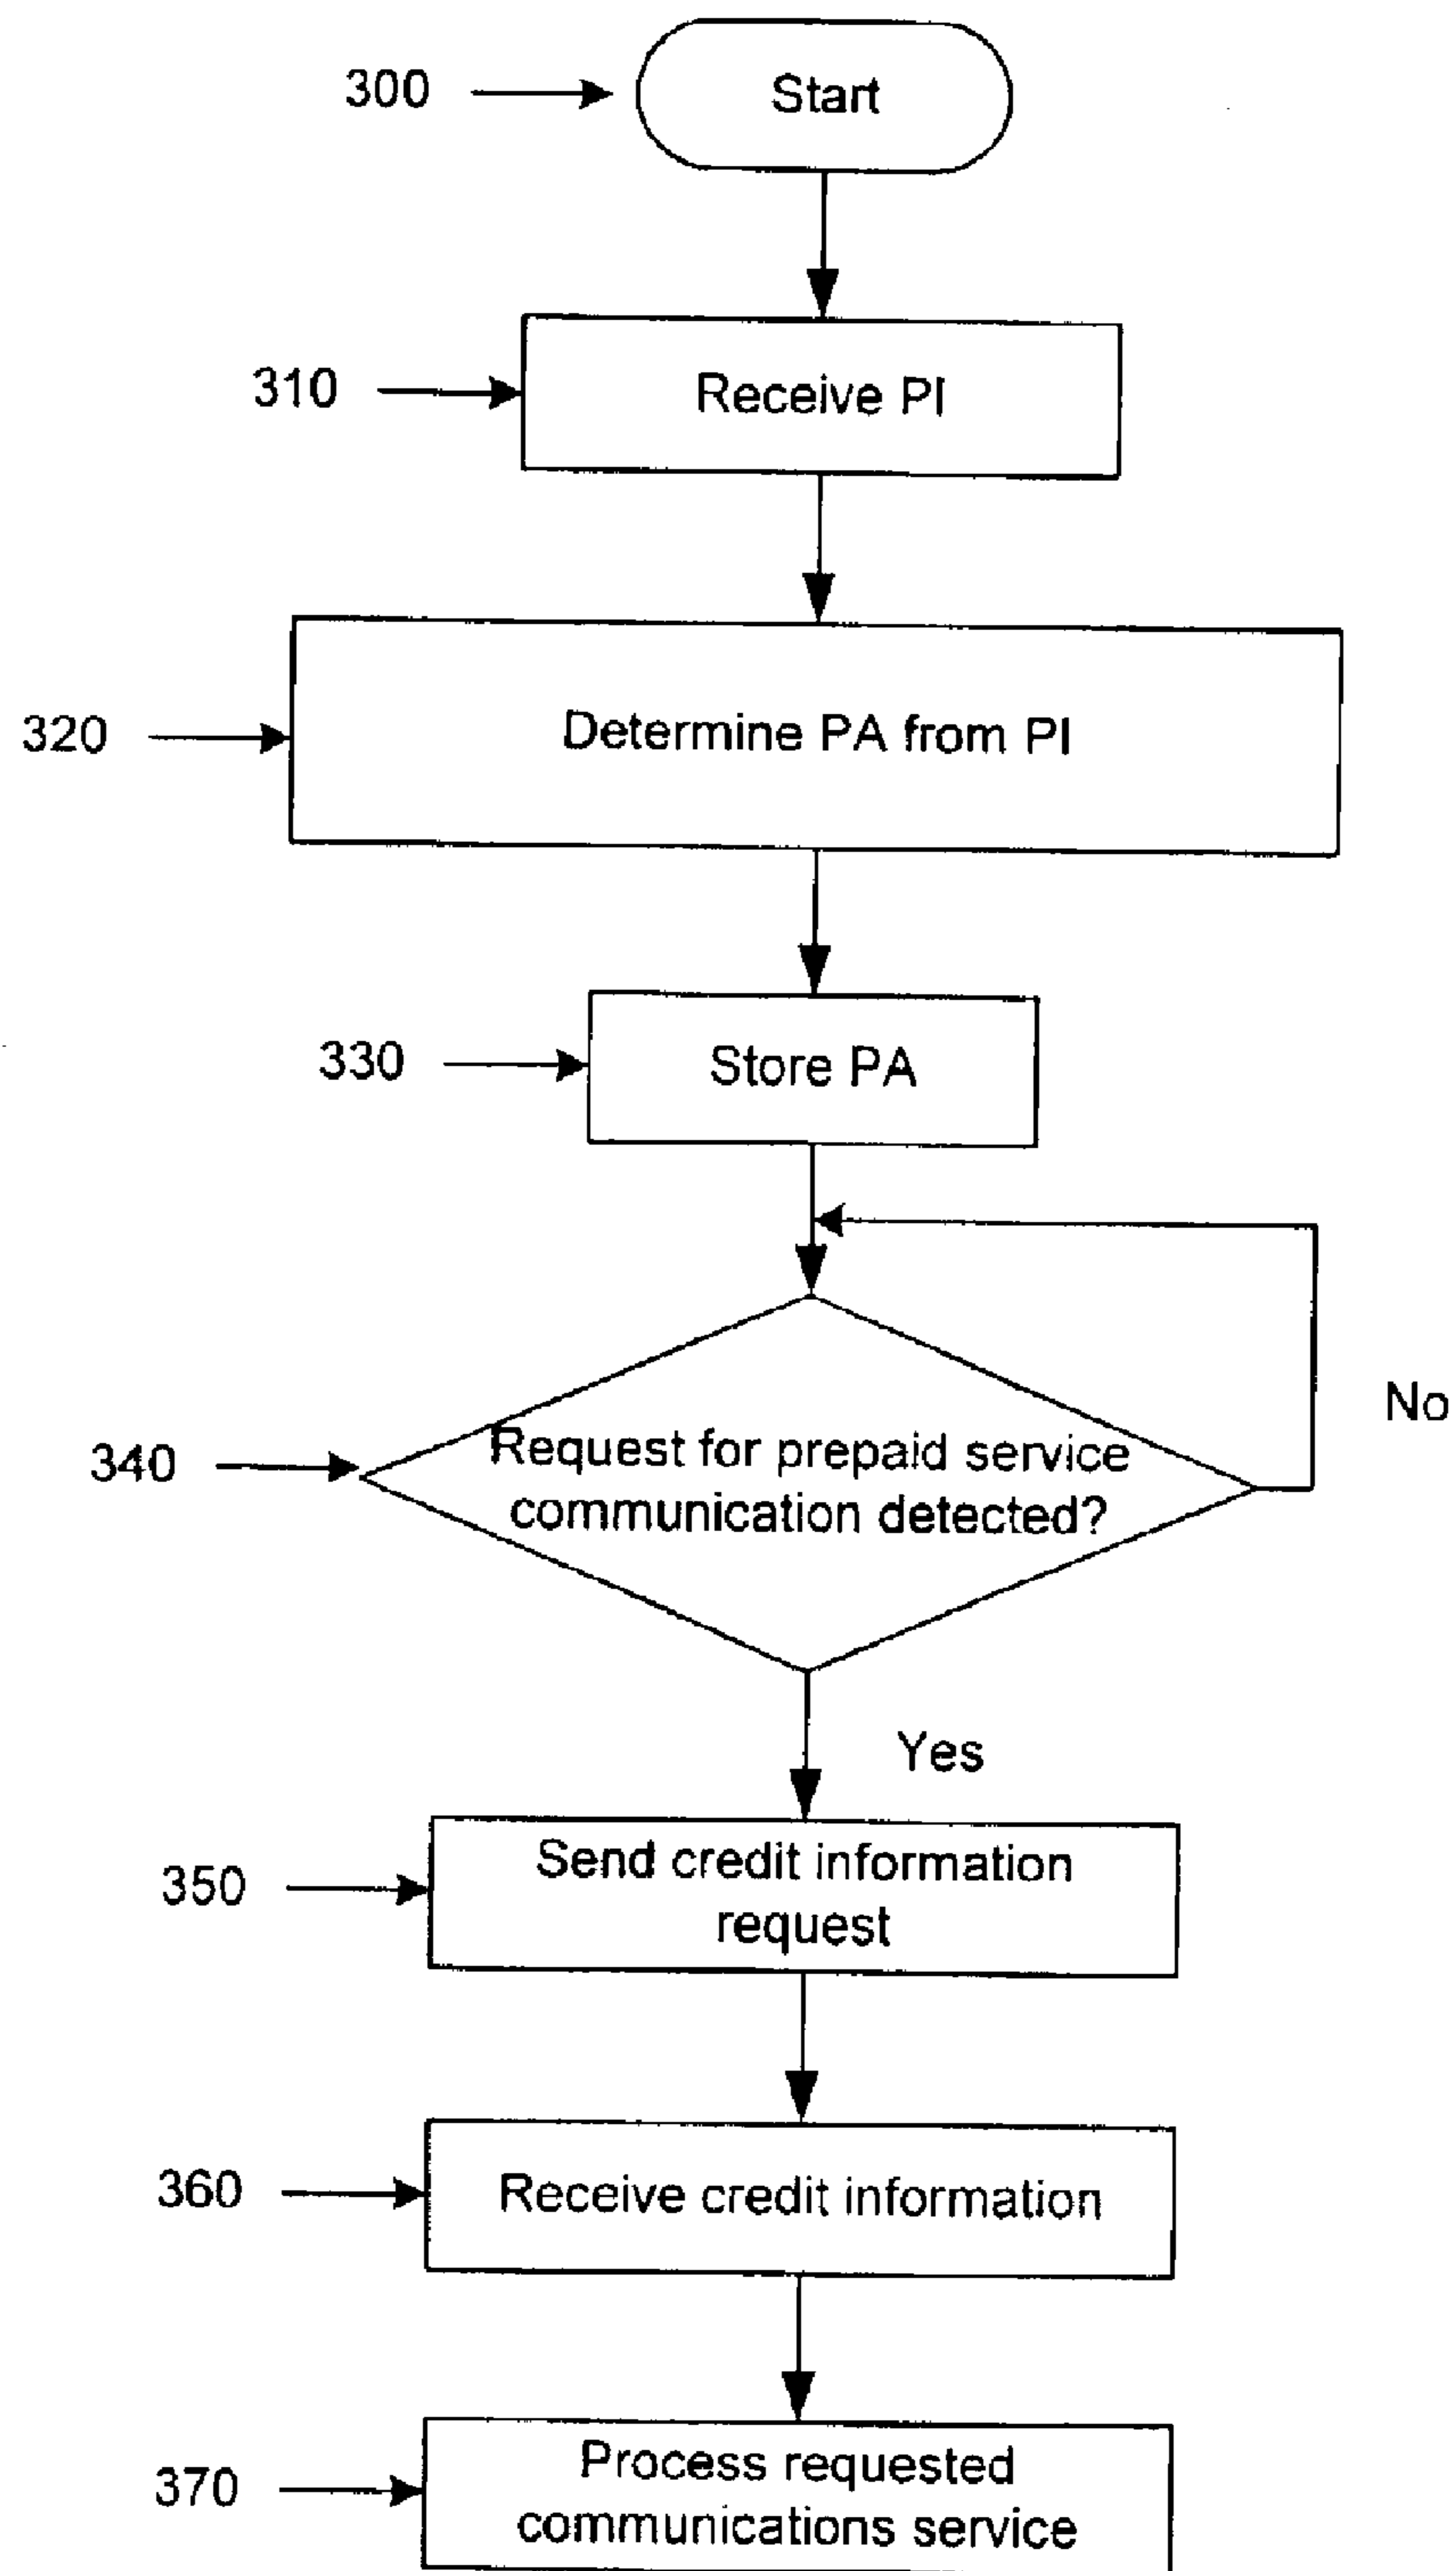 300
Start
310
Receive PI
320
Determine PA from PI
330
Store PA
No
340
Request for prepaid service
communication detected?
Yes
350
Send credit information
request
360
Receive credit information
370
Process requested
communications service